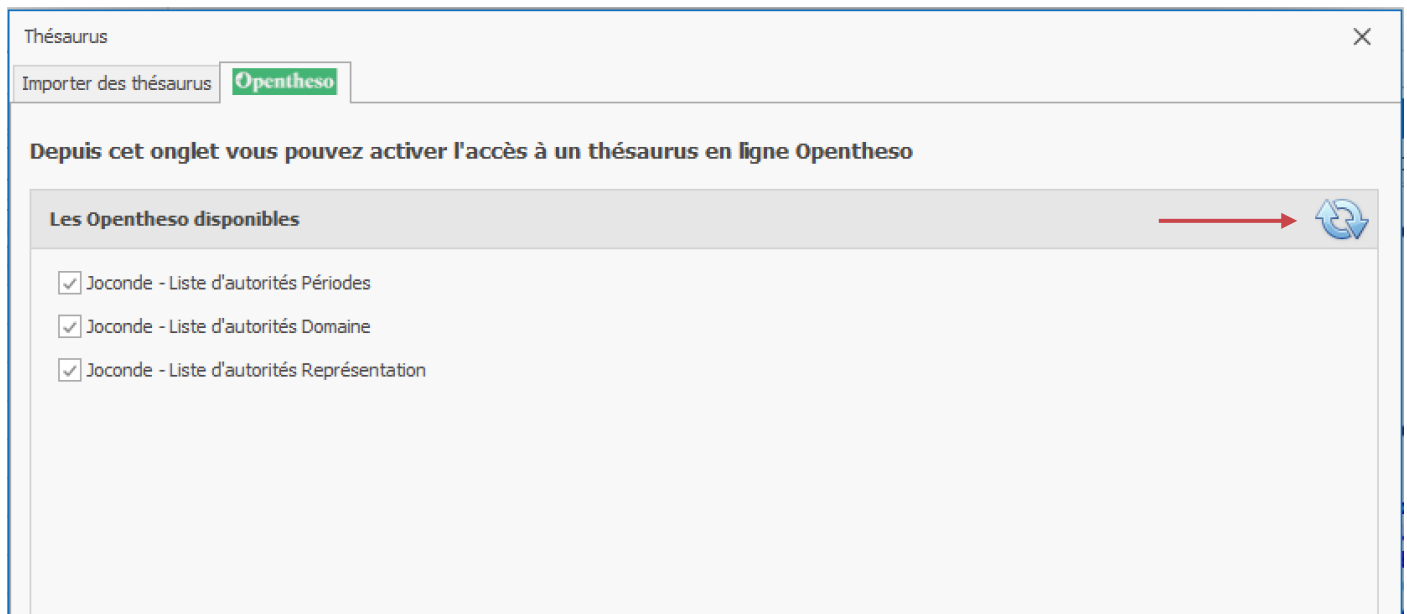 Thésaurus
Importer des thésaurus
Opentheso
Depuis cet onglet vous pouvez activer l'accès à un thésaurus en ligne Opentheso
Les Opentheso disponibles
Joconde - Liste d'autorités Périodes
Joconde - Liste d'autorités Domaine
Joconde - Liste d'autorités Représentation